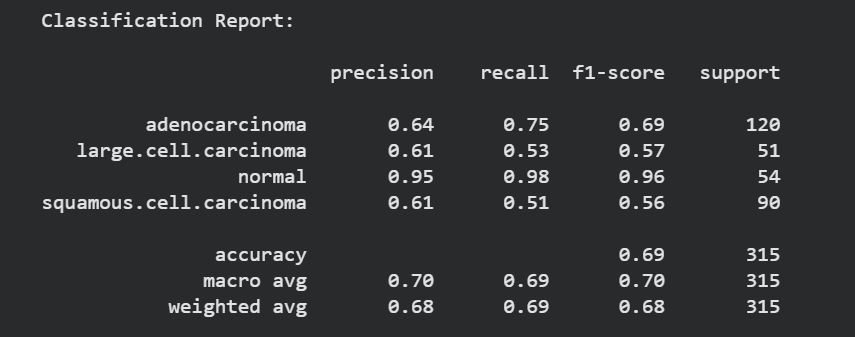 Classification Report:
precision recall f1-score support
adenocarcinoma 0.64 0.75 0.69 120
large.cell.carcinoma 0.61 0.53 0.57 51
normal 0.95 0.98 0.96 54
squamous.cell.carcinoma 0.61 0.51 0.56 90
accuracy 0.69 315
macro avg 0.70 0.69 0.70 315
weighted avg 0.68 0.69 0.68 315